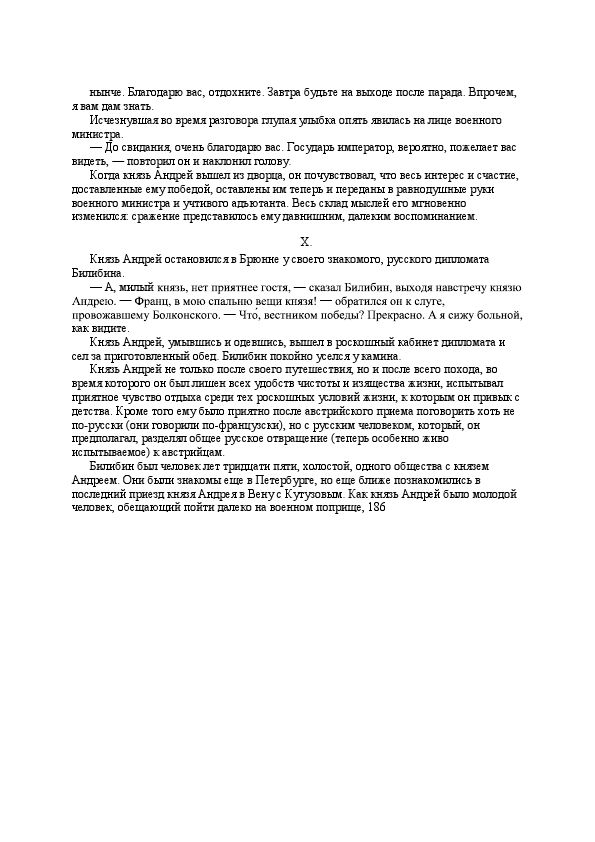 нынче. Благодарю вас, отдохните. Завтра будьте на выходе после парада. Впрочем,
я вам дам знать.
Исчезнувшая во время разговора глупая улыбка опять явилась на лице военного
министра.
— До свидания, очень благодарю вас. Государь император, вероятно, пожелает вас
видеть, — повторил он и наклонил голову.
Когда князь Андрей вышел из дворца, он почувствовал, что весь интерес и счастие,
доставленные ему победой, оставлены им теперь и переданы в равнодушные руки
военного министра и учтивого адъютанта. Весь склад мыслей его мгновенно
изменился: сражение представилось ему давнишним, далеким воспоминанием.
X.
Князь Андрей остановился в Брюнне у своего знакомого, русского дипломата
Билибина.
— А, милый князь, нет приятнее гостя, — сказал Билибин, выходя навстречу князю
Андрею. — Франц, в мою спальню вещи князя! — обратился он к слуге,
провожавшему Болконского. — Что́, вестником победы? Прекрасно. А я сижу больной,
как видите.
Князь Андрей, умывшись и одевшись, вышел в роскошный кабинет дипломата и
сел за приготовленный обед. Билибин покойно уселся у камина.
Князь Андрей не только после своего путешествия, но и после всего похода, во
время которого он был лишен всех удобств чистоты и изящества жизни, испытывал
приятное чувство отдыха среди тех роскошных условий жизни, к которым он привык с
детства. Кроме того ему было приятно после австрийского приема поговорить хоть не
по-русски (они говорили по-французски), но с русским человеком, который, он
предполагал, разделял общее русское отвращение (теперь особенно живо
испытываемое) к австрийцам.
Билибин был человек лет тридцати пяти, холостой, одного общества с князем
Андреем. Они были знакомы еще в Петербурге, но еще ближе познакомились в
последний приезд князя Андрея в Вену с Кутузовым. Как князь Андрей было молодой
человек, обещающий пойти далеко на военном поприще, 186